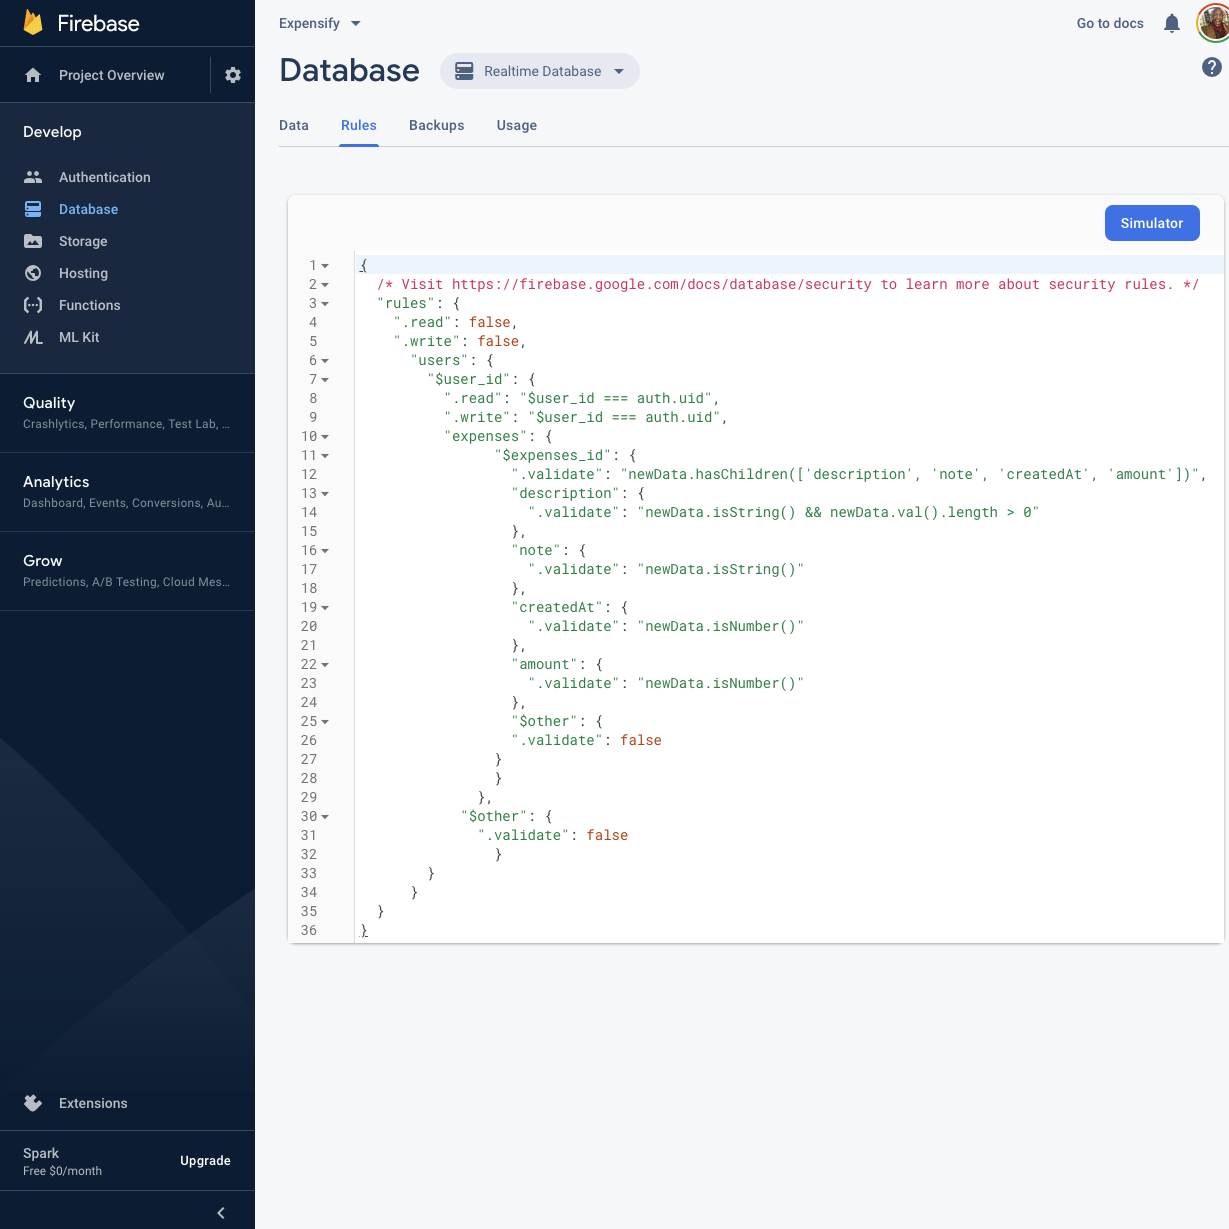 Firebase
Project Overview
Develop
Authentication
Database
Storage
Hosting
Functions
ML Kit
Quality
Crashlytics, Performance, Test Lab, ...
Analytics
Dashboard, Events, Conversions, Au...
Grow
Predictions, A/B Testing, Cloud Mes...
Extensions
Spark
Free $0/month
Upgrade
Expensify
Go to docs
Database
Realtime Database
Data Rules Backups Usage
Simulator
1 {
2 /* Visit https://firebase.google.com/docs/database/security to learn more about security rules. */
3 "rules": {
4 ".read": false,
5 ".write": false,
6 "users": {
7 "$user_id": {
8 ".read": "$user_id === auth.uid",
9 ".write": "$user_id === auth.uid",
10 "expenses": {
11 "$expenses_id": {
12 ".validate": "newData.hasChildren(['description', 'note', 'createdAt', 'amount'])",
13 "description": {
14 ".validate": "newData.isString() && newData.val().length > 0"
15 },
16 "note": {
17 ".validate": "newData.isString()"
18 },
19 "createdAt": {
20 ".validate": "newData.isNumber()"
21 },
22 "amount": {
23 ".validate": "newData.isNumber()"
24 },
25 "$other": {
26 ".validate": false
27 }
28 }
29 },
30 "$other": {
31 ".validate": false
32 }
33 }
34 }
35 }
36 }